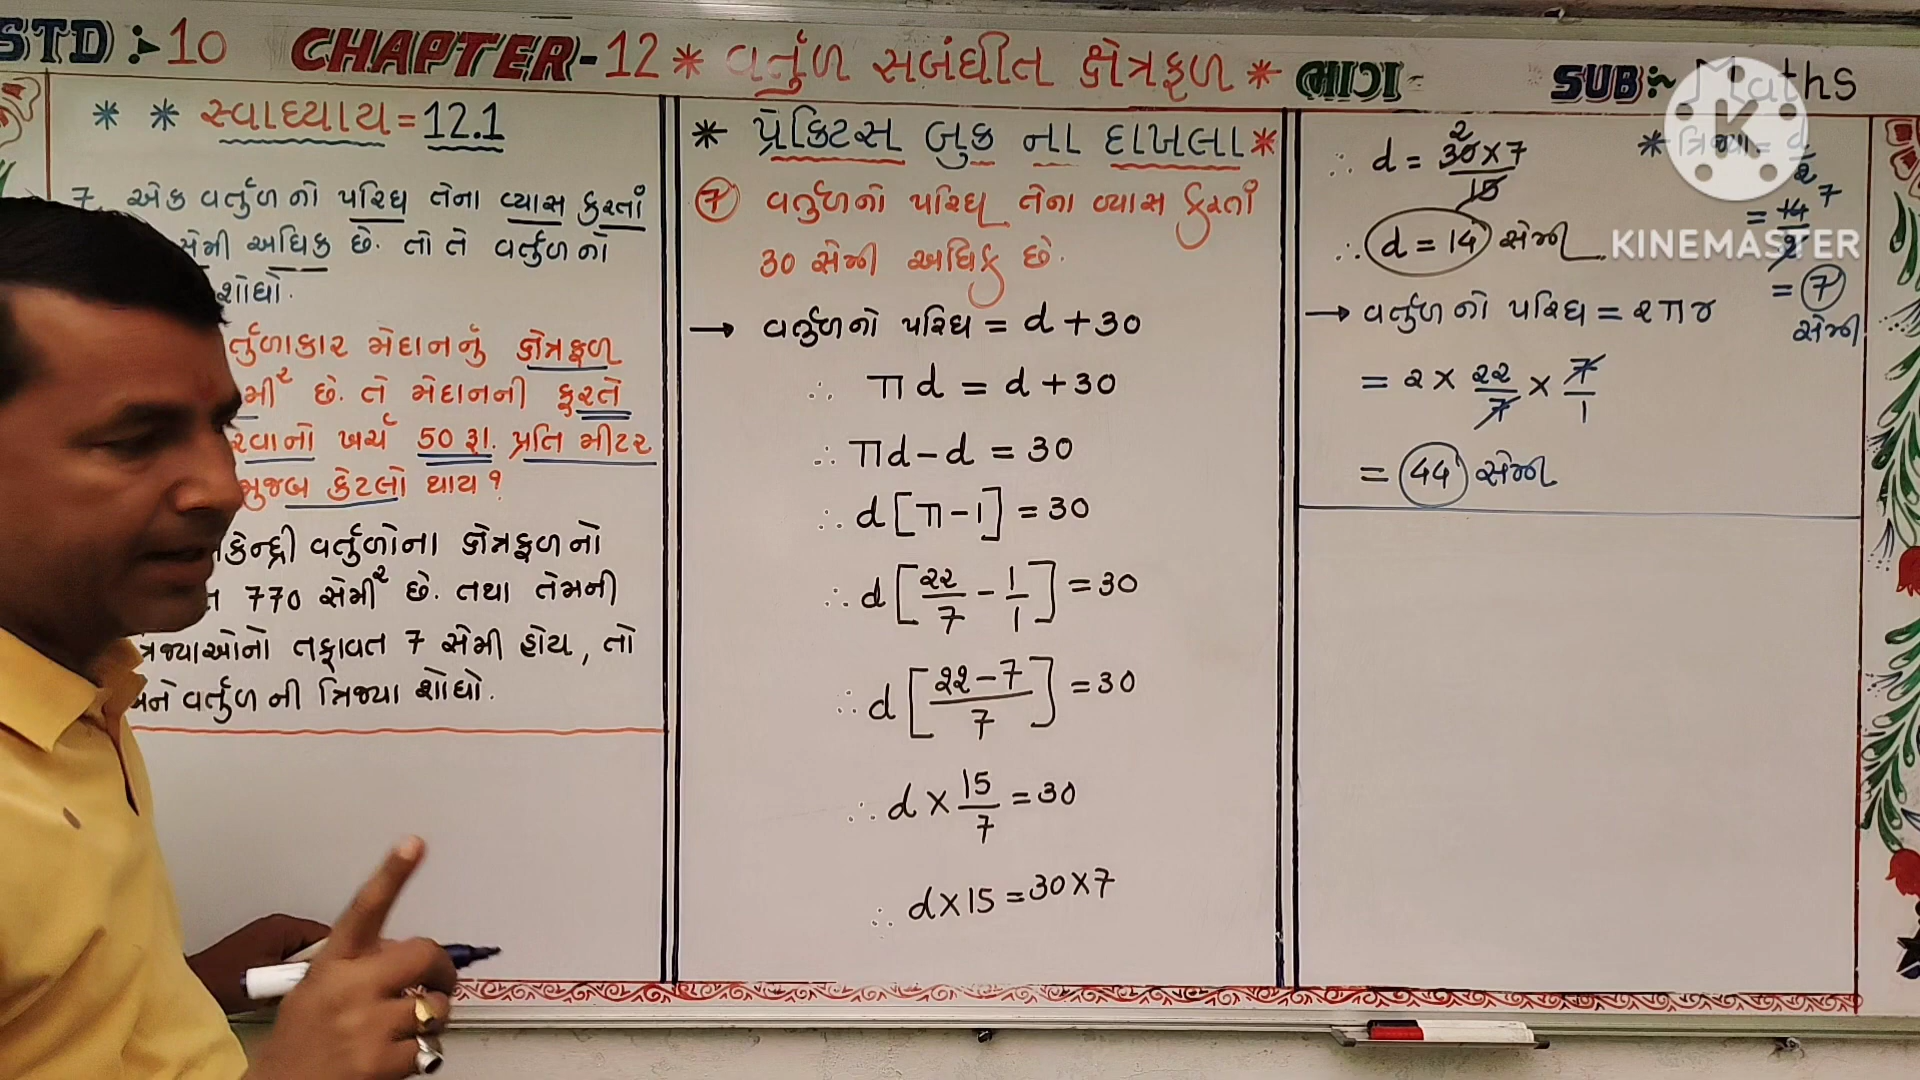 STD :- 10 CHAPTER-12 * વર્તુળ સબંધીત ક્ષેત્રફળ * ભાગ- SUB:- Maths
* * સ્વાધ્યાય = 12.1
7. એક વર્તુળનો પરિઘ તેના વ્યાસ કરતાં
સેમી અધિક છે. તો તે વર્તુળનો
શોધો.
મેદાનનું ક્ષેત્રફળ
છે. તે મેદાનની ફરતે
ખર્ચ 50 રૂા. પ્રતિ મીટર
મુજબ કેટલો થાય ?
વર્તુળોના ક્ષેત્રફળનો
770 સેમી² છે. તથા તેમની
તફાવત 7 સેમી હોય, તો
વર્તુળ ની ત્રિજ્યા શોધો.
* પ્રેક્ટિસ બુક ના દાખલા *
7 વર્તુળનો પરિઘ તેના વ્યાસ કરતાં
30 સેમી અધિક છે.
→ વર્તુળનો પરિઘ = d + 30
∴ πd = d + 30
∴ πd - d = 30
∴ d [π - 1] = 30
∴ d [22/7 - 1/1] = 30
∴ d [22 - 7/7] = 30
∴ d × 15/7 = 30
∴ d × 15 = 30 × 7
∴ d = 30 × 7/15
2
∴ d = 14 સેમી
→ વર્તુળ નો પરિઘ = 2πr
= 2 × 22/7 × 7/1
= 44 સેમી
* ત્રિજ્યા = d/2
= 14/2
7
= 7
સેમી
KINEMASTER